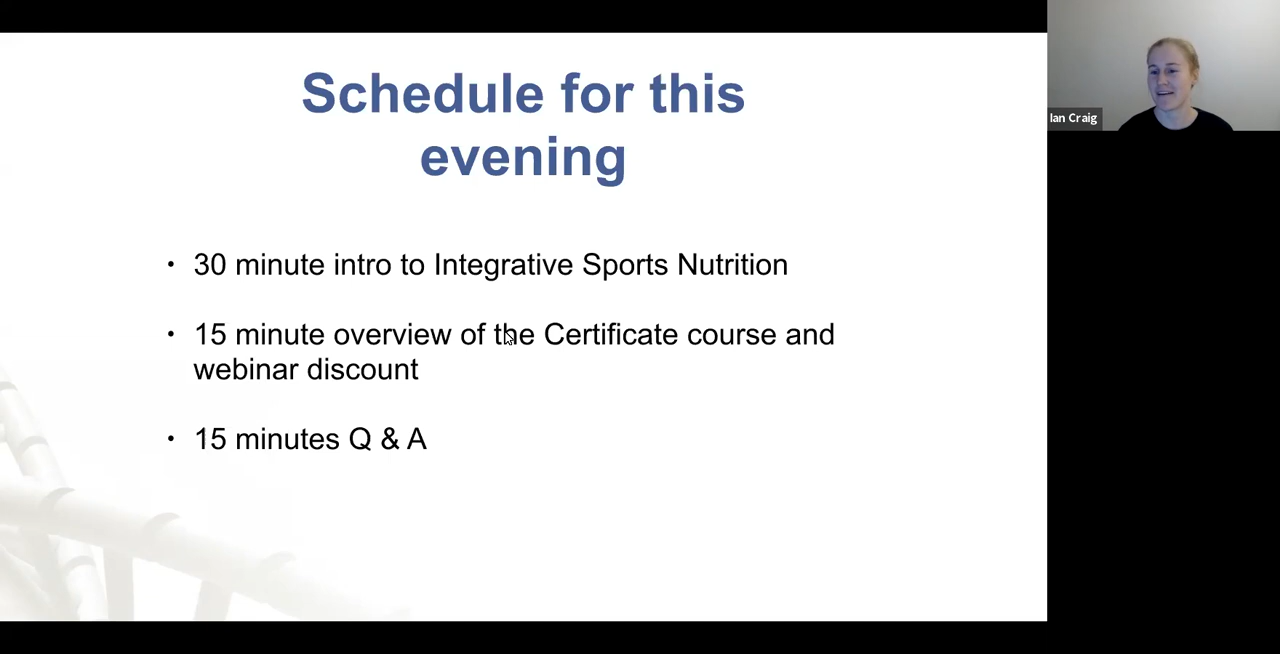 Schedule for this
evening
• 30 minute intro to Integrative Sports Nutrition
• 15 minute overview of the Certificate course and
webinar discount
• 15 minutes Q & A
Ian Craig